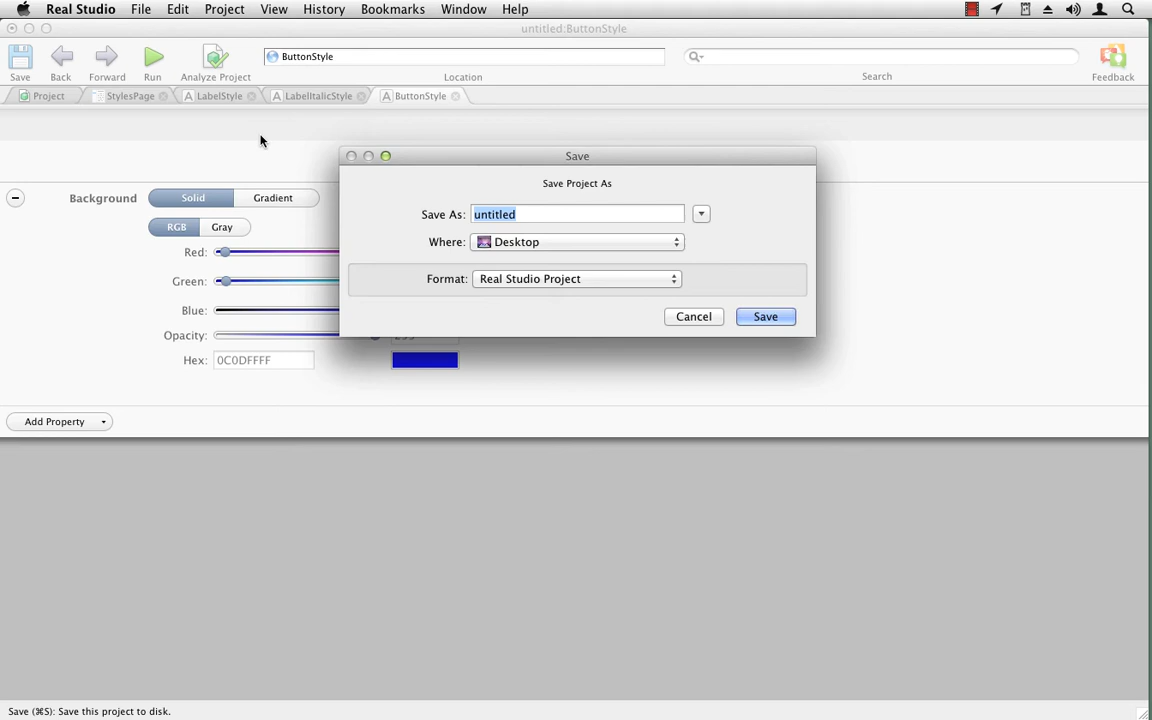 Real Studio File Edit Project View History Bookmarks Window Help
untitled:ButtonStyle
ButtonStyle
Save Back Forward Run Analyze Project Location Search Feedback
Project StylesPage LabelStyle LabelItalicStyle ButtonStyle
Save
Save Project As
Save As: untitled
Where: Desktop
Format: Real Studio Project
Cancel Save
Background Solid Gradient
RGB Gray
Red:
Green:
Blue:
Opacity:
Hex: 0C0DFFFF
Add Property
Save (⌘S): Save this project to disk.